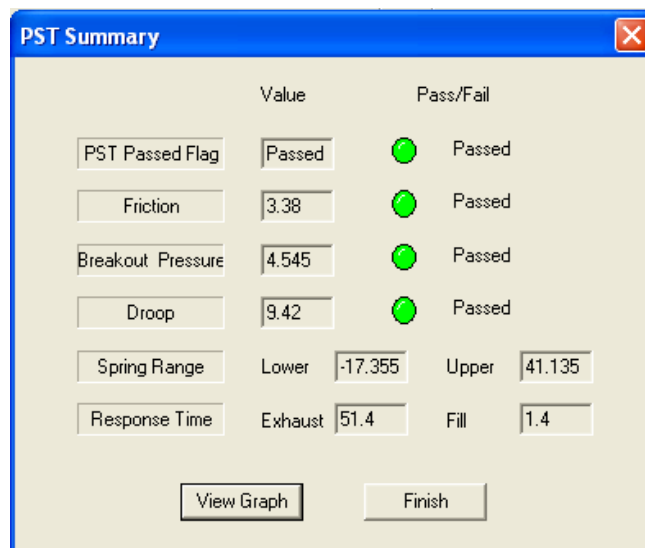 PST Summary
Value Pass/Fail
PST Passed Flag Passed Passed
Friction 3.38 Passed
Breakout Pressure 4.545 Passed
Droop 9.42 Passed
Spring Range Lower -17.355 Upper 41.135
Response Time Exhaust 51.4 Fill 1.4
View Graph Finish